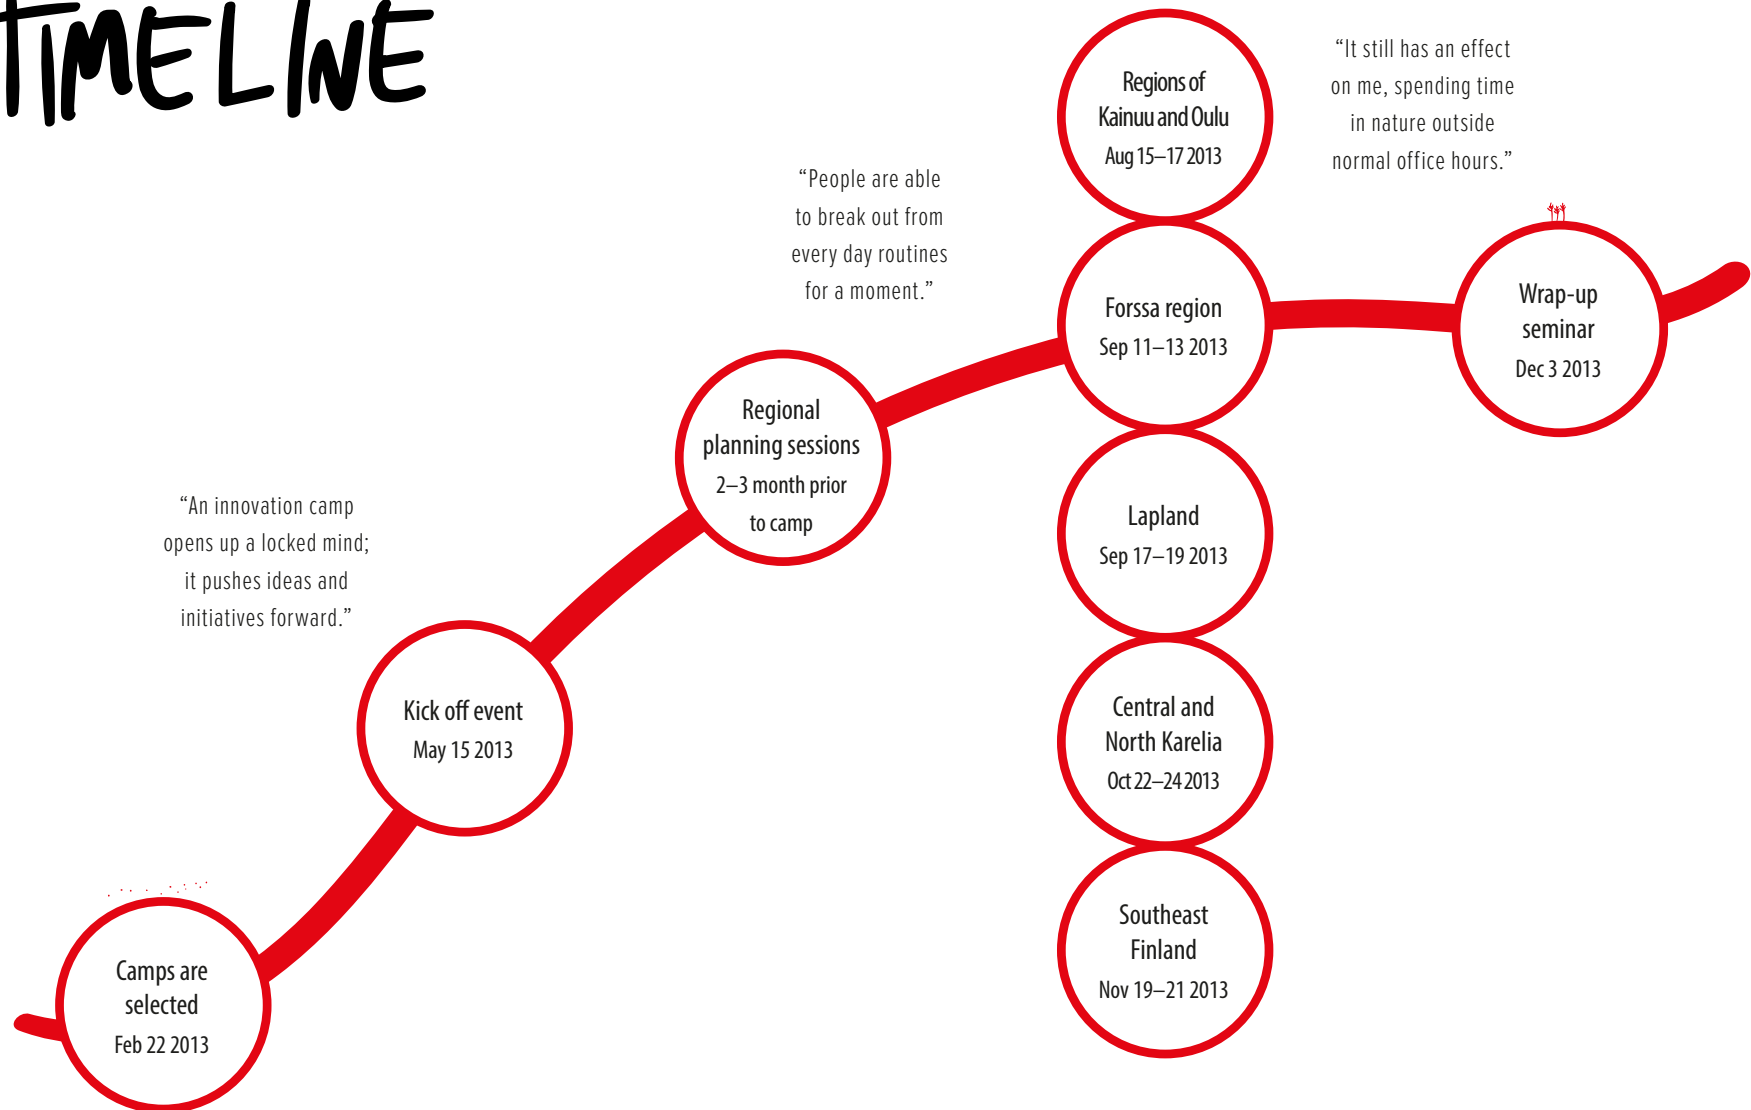 TIMELINE
“An innovation camp
opens up a locked mind;
it pushes ideas and
initiatives forward.”
“People are able
to break out from
every day routines
for a moment.”
“It still has an effect
on me, spending time
in nature outside
normal office hours.”
Camps are
selected
Feb 22 2013
Kick off event
May 15 2013
Regional
planning sessions
2–3 month prior
to camp
Regions of
Kainuu and Oulu
Aug 15–17 2013
Forssa region
Sep 11–13 2013
Lapland
Sep 17–19 2013
Central and
North Karelia
Oct 22–24 2013
Southeast
Finland
Nov 19–21 2013
Wrap-up
seminar
Dec 3 2013